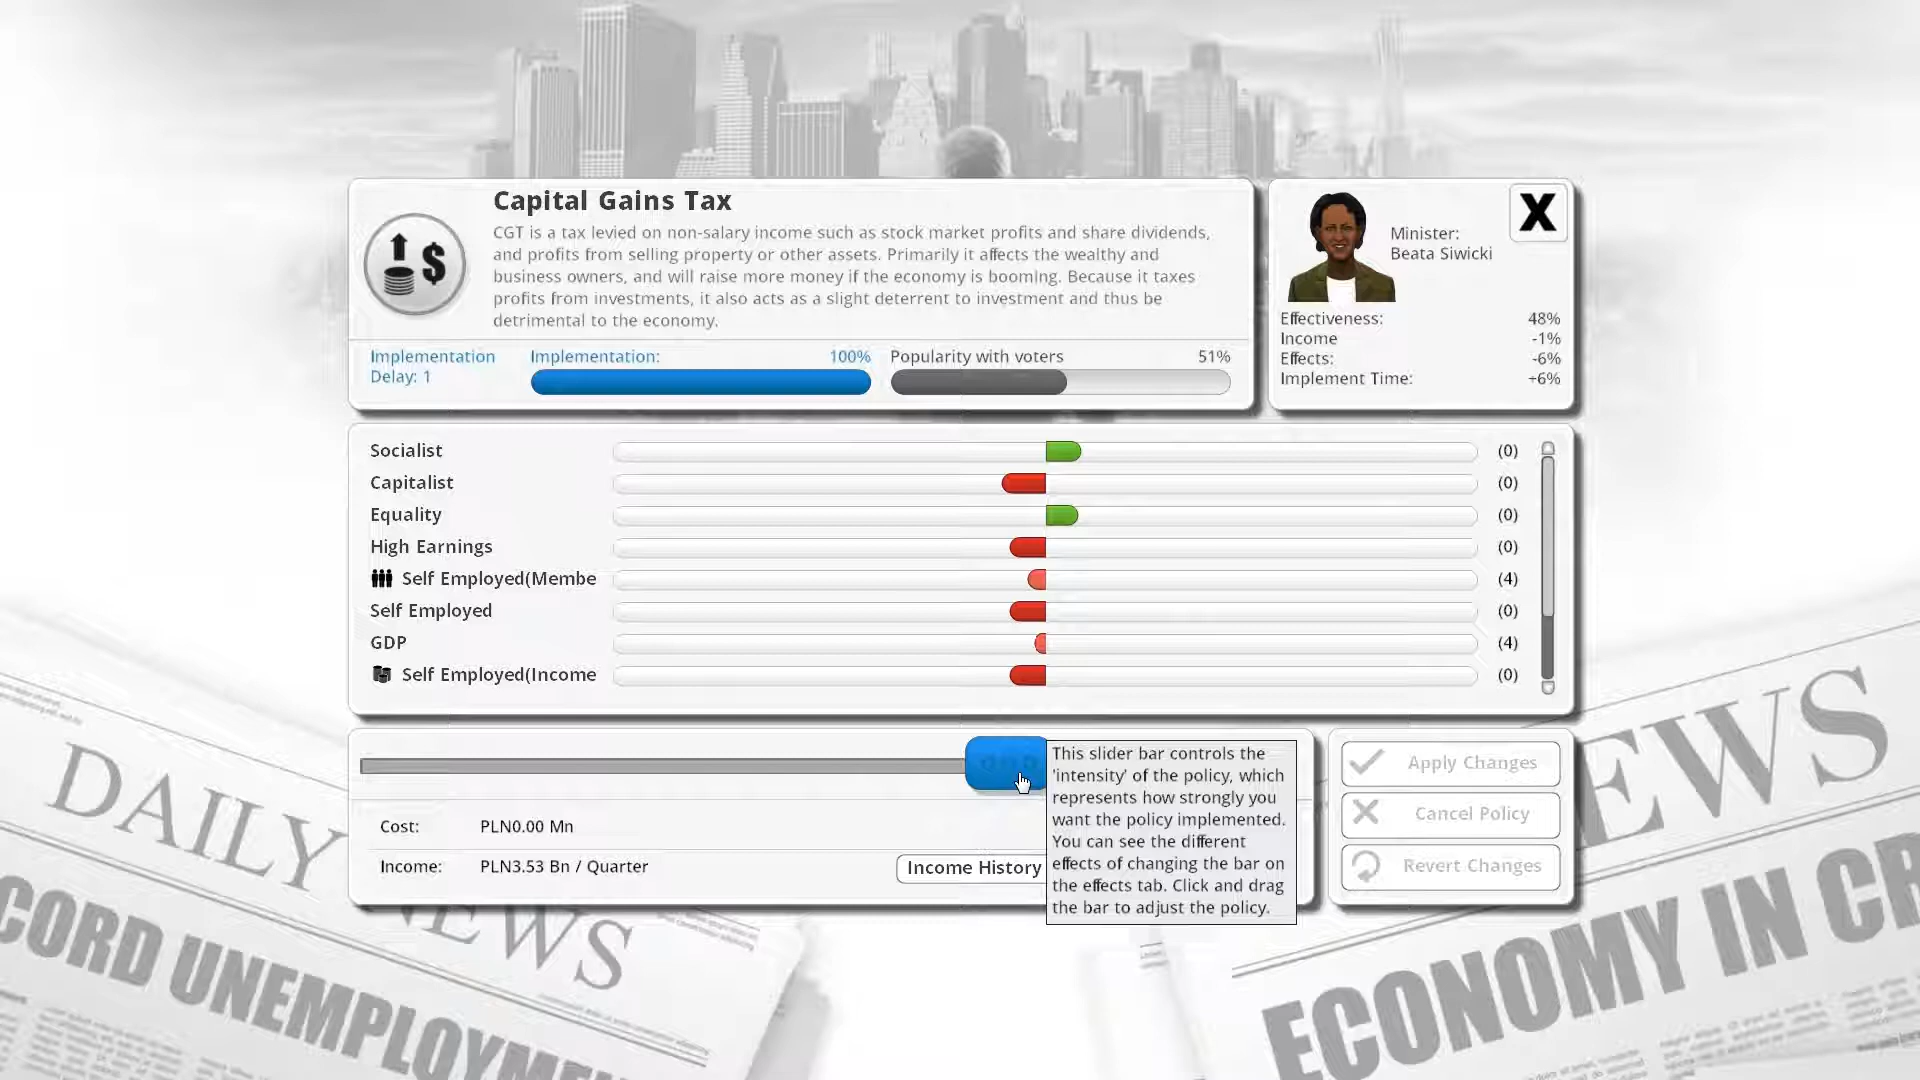 Capital Gains Tax
CGT is a tax levied on non-salary income such as stock market profits and share dividends,
and profits from selling property or other assets. Primarily it affects the wealthy and
business owners, and will raise more money if the economy is booming. Because it taxes
profits from investments, it also acts as a slight deterrent to investment and thus be
detrimental to the economy.
Implementation
Delay: 1
Implementation: 100%
Popularity with voters 51%
X
Minister:
Beata Siwicki
Effectiveness: 48%
Income -1%
Effects: -6%
Implement Time: +6%
Socialist (0)
Capitalist (0)
Equality (0)
High Earnings (0)
Self Employed(Membe (4)
Self Employed (0)
GDP (4)
Self Employed(Income (0)
This slider bar controls the
'intensity' of the policy, which
represents how strongly you
want the policy implemented.
You can see the different
effects of changing the bar on
the effects tab. Click and drag
the bar to adjust the policy.
Cost: PLN0.00 Mn
Income: PLN3.53 Bn / Quarter
Income History
Apply Changes
Cancel Policy
Revert Changes
DAILY NEWS
CORD UNEMPLOYME
EWS
ECONOMY IN CR